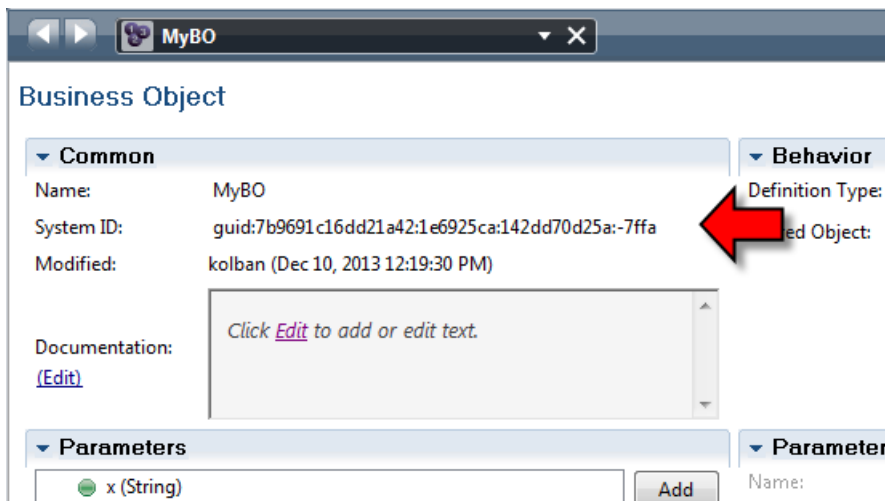 MyBO
Business Object
Common
Name: MyBO
System ID: guid:7b9691c16dd21a42:1e6925ca:142dd70d25a:-7ffa
Modified: kolban (Dec 10, 2013 12:19:30 PM)
Documentation:
(Edit)
Click Edit to add or edit text.
Behavior
Definition Type:
ed Object:
Parameters
x (String)
Add
Parameter
Name: